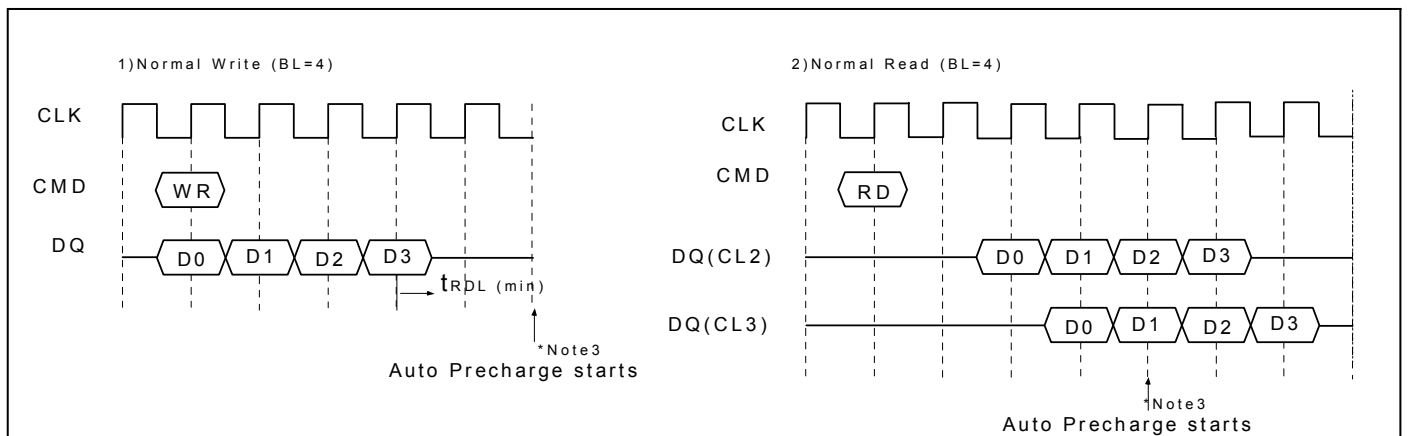 1)Normal Write (BL=4)
CLK
CMD
WR
DQ
D0 D1 D2 D3
tRDL (min)
*Note3
Auto Precharge starts
2)Normal Read (BL=4)
CLK
CMD
RD
DQ(CL2)
D0 D1 D2 D3
DQ(CL3)
D0 D1 D2 D3
*Note3
Auto Precharge starts